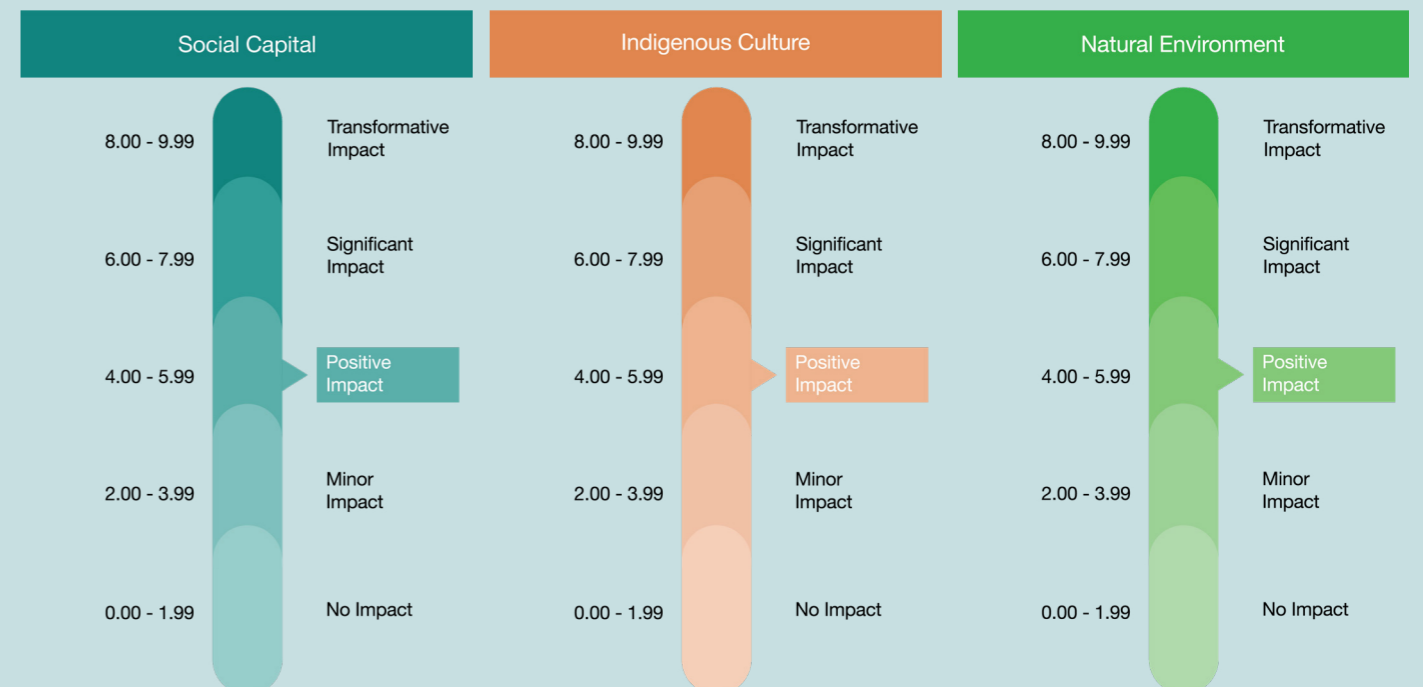 Social Capital
8.00 - 9.99
Transformative
Impact
6.00 - 7.99
Significant
Impact
4.00 - 5.99
Positive
Impact
2.00 - 3.99
Minor
Impact
0.00 - 1.99
No Impact
Indigenous Culture
8.00 - 9.99
Transformative
Impact
6.00 - 7.99
Significant
Impact
4.00 - 5.99
Positive
Impact
2.00 - 3.99
Minor
Impact
0.00 - 1.99
No Impact
Natural Environment
8.00 - 9.99
Transformative
Impact
6.00 - 7.99
Significant
Impact
4.00 - 5.99
Positive
Impact
2.00 - 3.99
Minor
Impact
0.00 - 1.99
No Impact